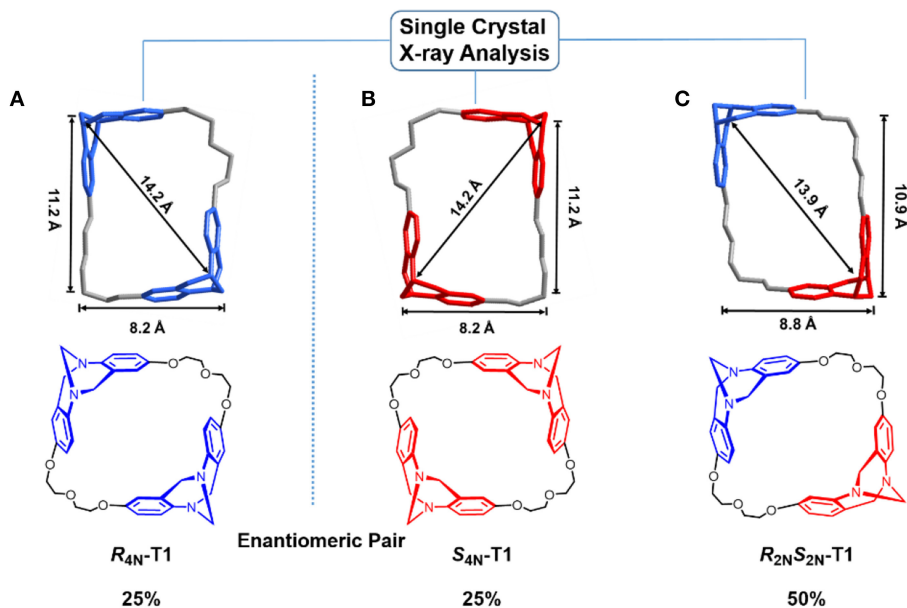 Single Crystal
X-ray Analysis
A
B
C
11.2 Å
14.2 Å
8.2 Å
14.2 Å
11.2 Å
8.2 Å
13.9 Å
10.9 Å
8.8 Å
N
N
O
O
O
N
N
O
O
O
N
N
O
O
O
N
N
O
O
O
N
N
O
O
O
N
N
O
O
O
Enantiomeric Pair
R4N-T1
S4N-T1
R2NS2N-T1
25%
25%
50%